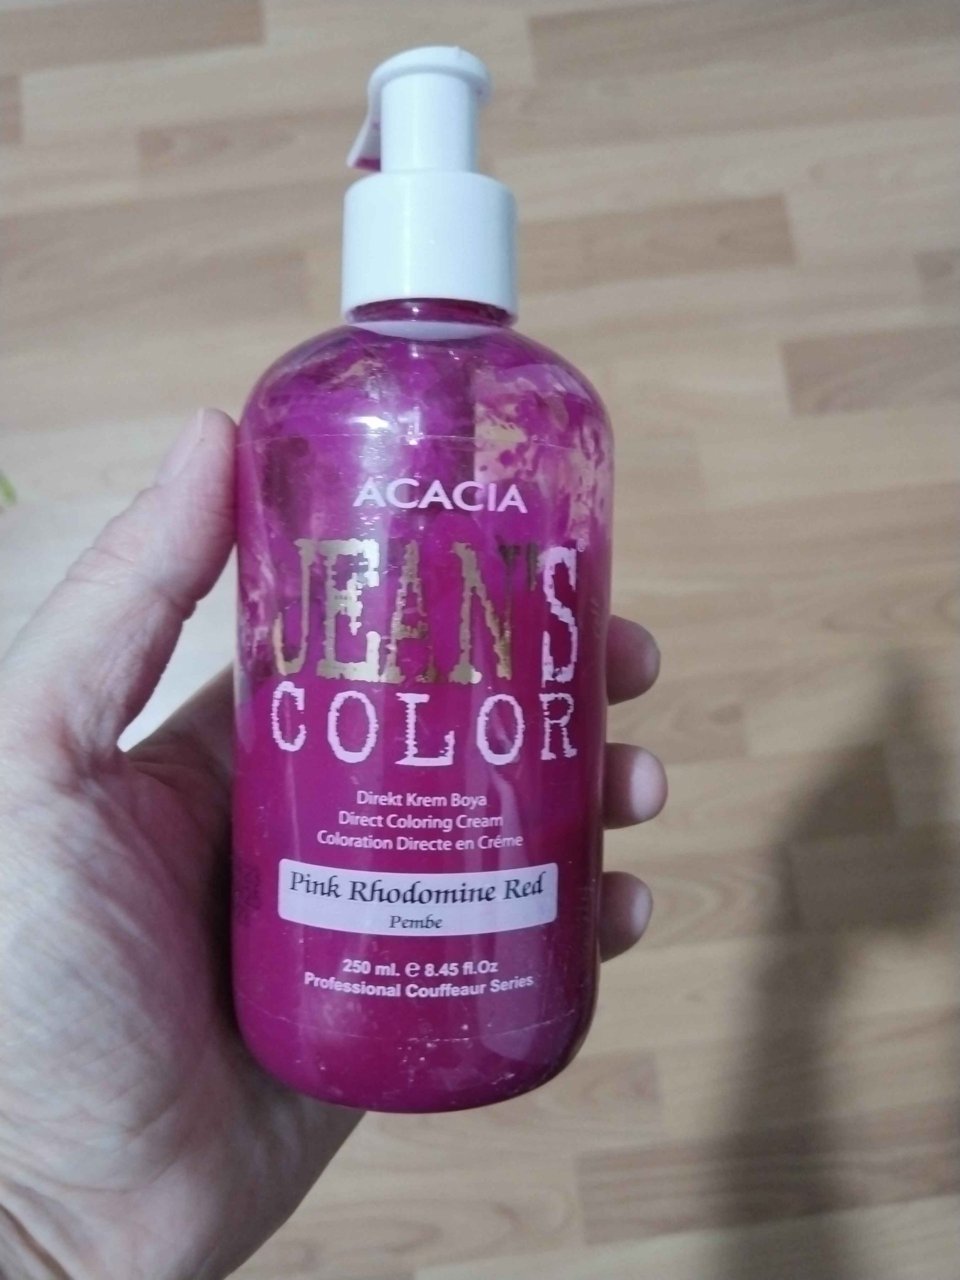 ACACIA
JEAN'S
COLOR
Direkt Krem Boya
Direct Coloring Cream
Coloration Directe en Créme
Pink Rhodomine Red
Pembe
250 ml. ℮ 8.45 fl.Oz
Professional Couffeaur Series